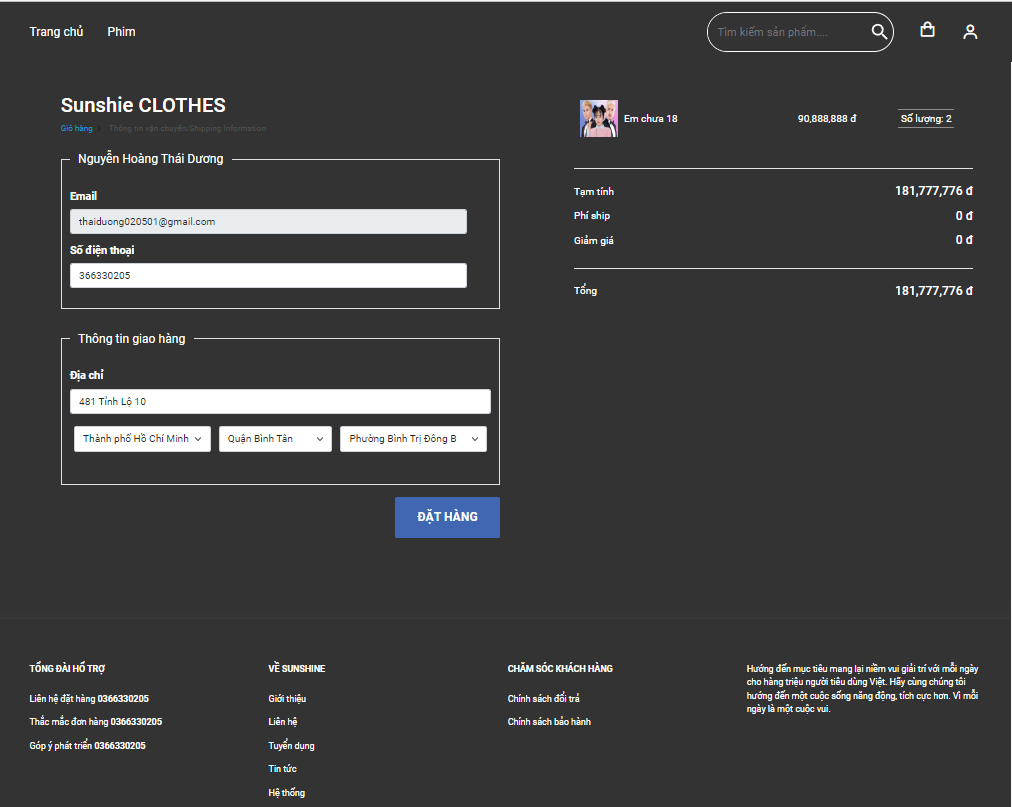 Trang chủ Phim
Tìm kiếm sản phẩm....
Sunshie CLOTHES
Giỏ hàng Thông tin vận chuyển/Shipping Information
Nguyễn Hoàng Thái Dương
Email
thaiduong020501@gmail.com
Số điện thoại
366330205
Thông tin giao hàng
Địa chỉ
481 Tỉnh Lộ 10
Thành phố Hồ Chí Minh Quận Bình Tân Phường Bình Trị Đông B
ĐẶT HÀNG
Em chưa 18 90,888,888 đ Số lượng: 2
Tạm tính 181,777,776 đ
Phí ship 0 đ
Giảm giá 0 đ
Tổng 181,777,776 đ
TỔNG ĐÀI HỖ TRỢ
Liên hệ đặt hàng 0366330205
Thắc mắc đơn hàng 0366330205
Góp ý phát triển 0366330205
VỀ SUNSHINE
Giới thiệu
Liên hệ
Tuyển dụng
Tin tức
Hệ thống
CHĂM SÓC KHÁCH HÀNG
Chính sách đổi trả
Chính sách bảo hành
Hướng đến mục tiêu mang lại niềm vui giải trí với mỗi ngày
cho hàng triệu người tiêu dùng Việt. Hãy cùng chúng tôi
hướng đến một cuộc sống năng động, tích cực hơn. Vì mỗi
ngày là một cuộc vui.